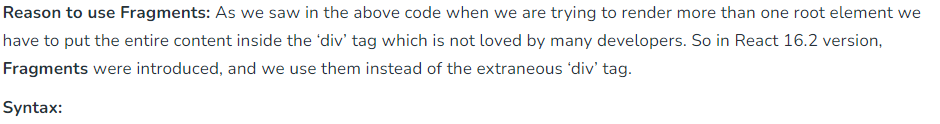 Reason to use Fragments: As we saw in the above code when we are trying to render more than one root element we
have to put the entire content inside the ‘div’ tag which is not loved by many developers. So in React 16.2 version,
Fragments were introduced, and we use them instead of the extraneous ‘div’ tag.
Syntax: